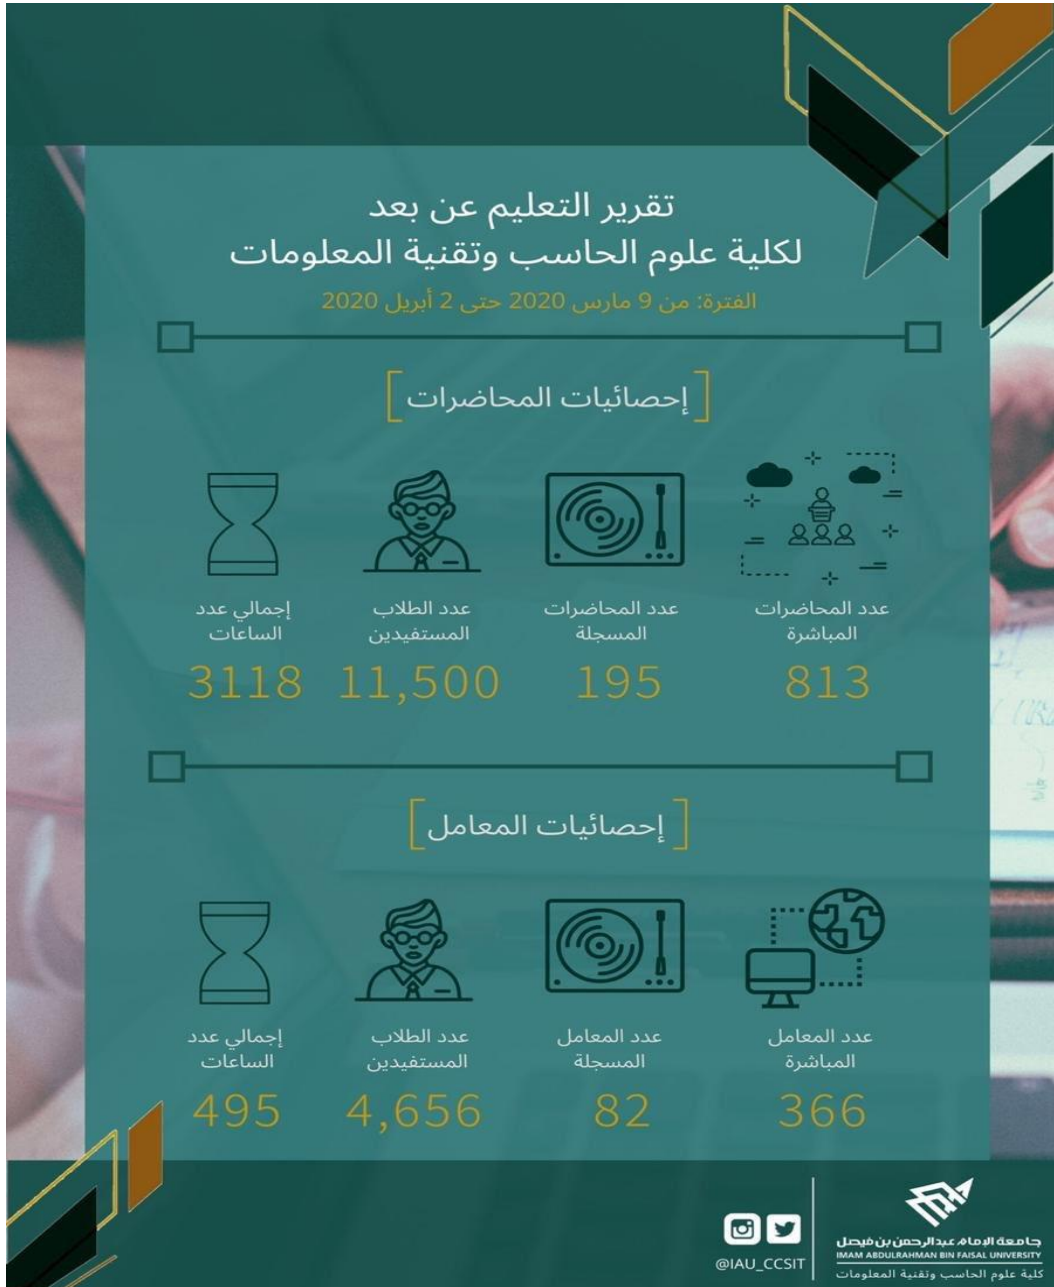 تقرير التعليم عن بعد
لكلية علوم الحاسب وتقنية المعلومات
الفترة: من 9 مارس 2020 حتى 2 أبريل 2020
[إحصائيات المحاضرات]
عدد المحاضرات
المباشرة
813
عدد المحاضرات
المسجلة
195
عدد الطلاب
المستفيدين
11,500
إجمالي عدد
الساعات
3118
[إحصائيات المعامل]
عدد المعامل
المباشرة
366
عدد المعامل
المسجلة
82
عدد الطلاب
المستفيدين
4,656
إجمالي عدد
الساعات
495
جامعة الإمام عبدالرحمن بن فيصل
IMAM ABDULRAHMAN BIN FAISAL UNIVERSITY
كلية علوم الحاسب وتقنية المعلومات
@IAU_CCSIT